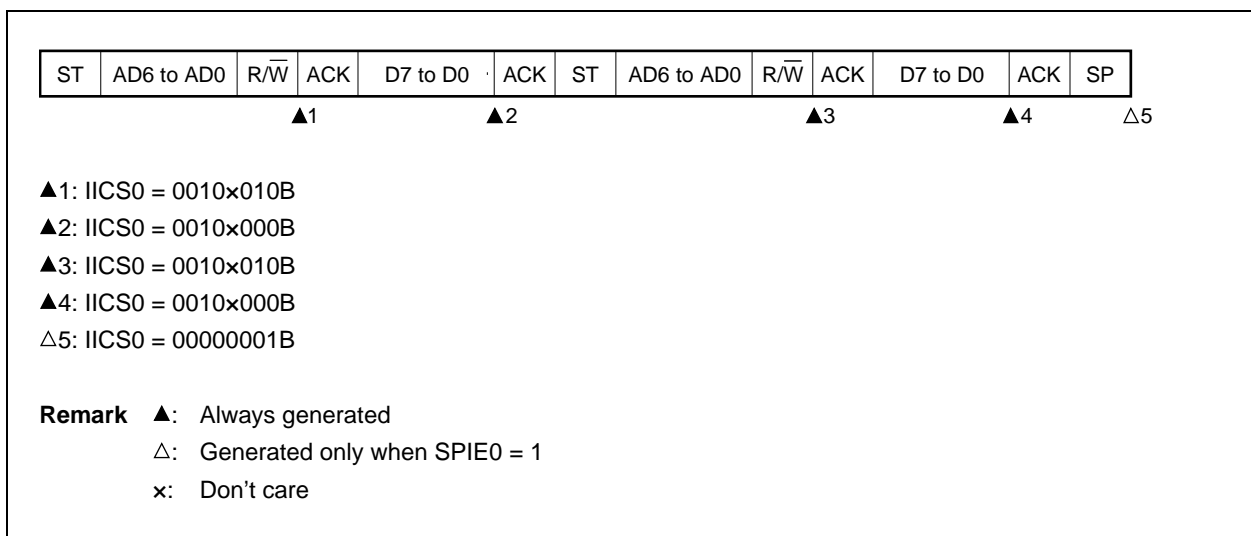 ST AD6 to AD0 R/W̅ ACK D7 to D0 ACK ST AD6 to AD0 R/W̅ ACK D7 to D0 ACK SP
▲1 ▲2 ▲3 ▲4 △5
▲1: IICS0 = 0010×010B
▲2: IICS0 = 0010×000B
▲3: IICS0 = 0010×010B
▲4: IICS0 = 0010×000B
△5: IICS0 = 00000001B
Remark ▲: Always generated
△: Generated only when SPIE0 = 1
×: Don't care